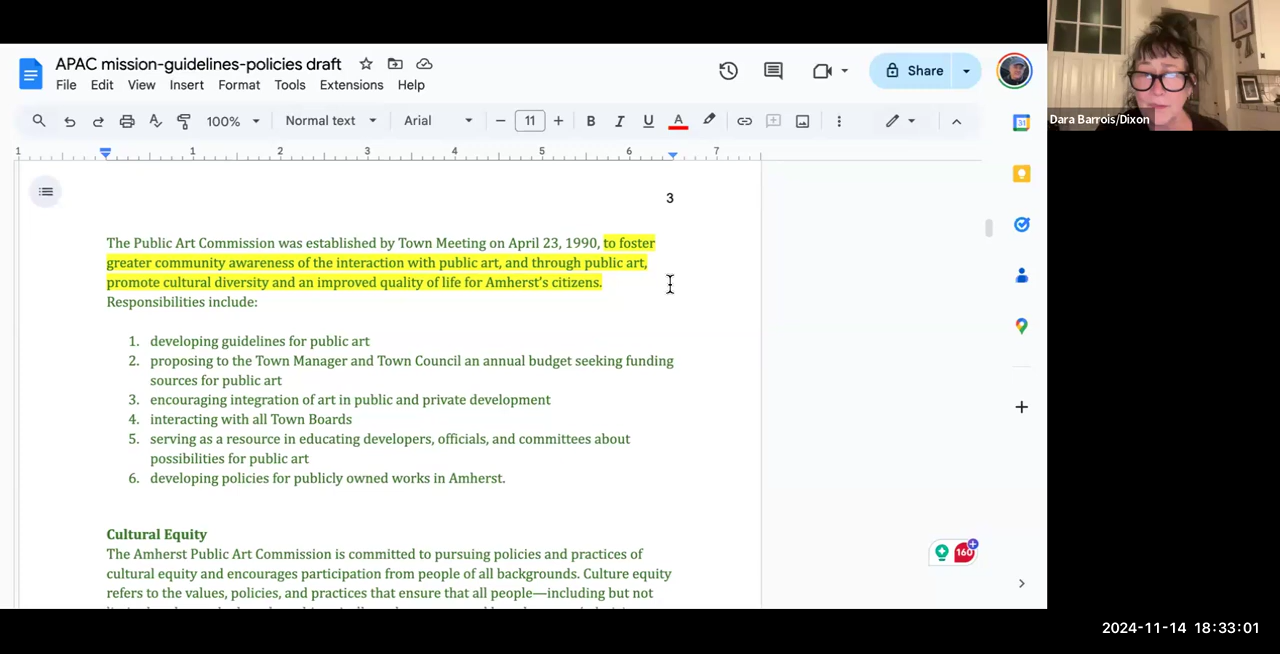 APAC mission-guidelines-policies draft
File Edit View Insert Format Tools Extensions Help
Share
100% Normal text Arial 11 B I U A
1 1 2 3 4 5 6 7
3
The Public Art Commission was established by Town Meeting on April 23, 1990, to foster
greater community awareness of the interaction with public art, and through public art,
promote cultural diversity and an improved quality of life for Amherst’s citizens.
Responsibilities include:
1. developing guidelines for public art
2. proposing to the Town Manager and Town Council an annual budget seeking funding
sources for public art
3. encouraging integration of art in public and private development
4. interacting with all Town Boards
5. serving as a resource in educating developers, officials, and committees about
possibilities for public art
6. developing policies for publicly owned works in Amherst.
Cultural Equity
The Amherst Public Art Commission is committed to pursuing policies and practices of
cultural equity and encourages participation from people of all backgrounds. Culture equity
refers to the values, policies, and practices that ensure that all people—including but not
160
31
Dara Barrois/Dixon
2024-11-14 18:33:01